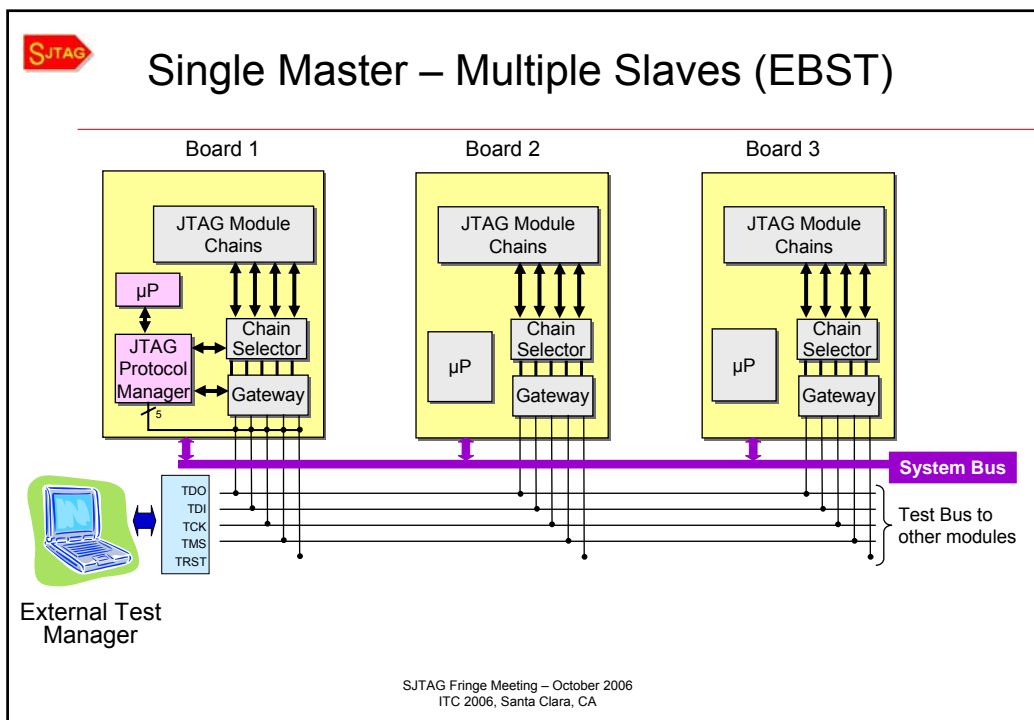 SJTAG
Single Master – Multiple Slaves (EBST)
Board 1
Board 2
Board 3
JTAG Module
Chains
µP
JTAG
Protocol
Manager
Chain
Selector
Gateway
5
JTAG Module
Chains
µP
Chain
Selector
Gateway
JTAG Module
Chains
µP
Chain
Selector
Gateway
System Bus
TDO
TDI
TCK
TMS
TRST
Test Bus to
other modules
External Test
Manager
SJTAG Fringe Meeting – October 2006
ITC 2006, Santa Clara, CA